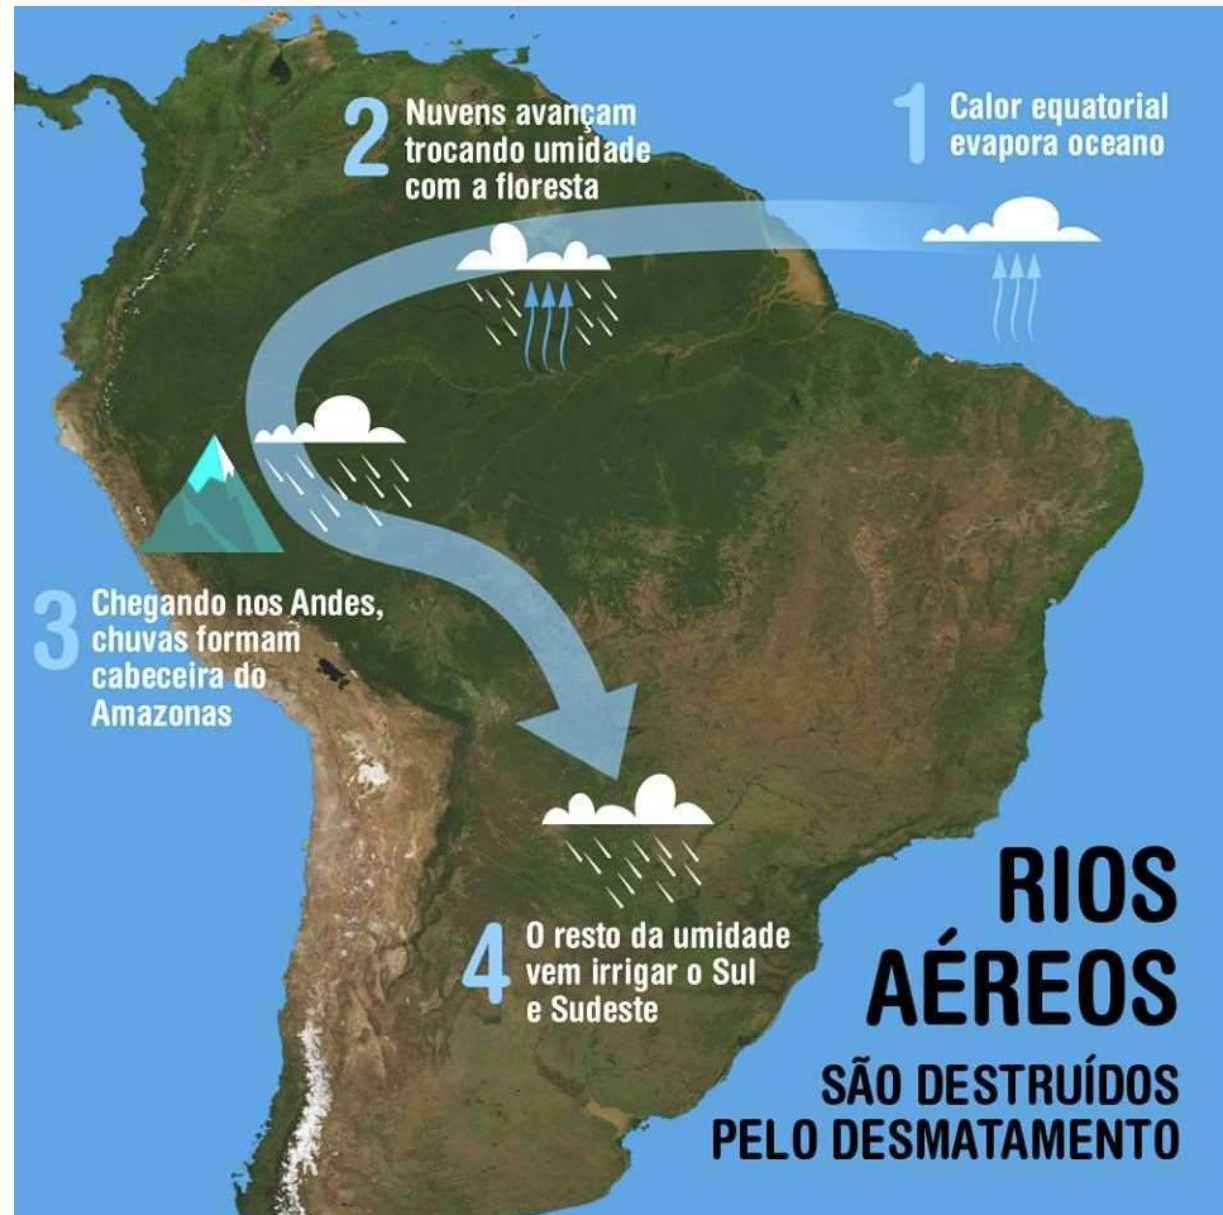 1
Calor equatorial
evapora oceano
2
Nuvens avançam
trocando umidade
com a floresta
3
Chegando nos Andes,
chuvas formam
cabeceira do
Amazonas
4
O resto da umidade
vem irrigar o Sul
e Sudeste
RIOS
AÉREOS
SÃO DESTRUÍDOS
PELO DESMATAMENTO